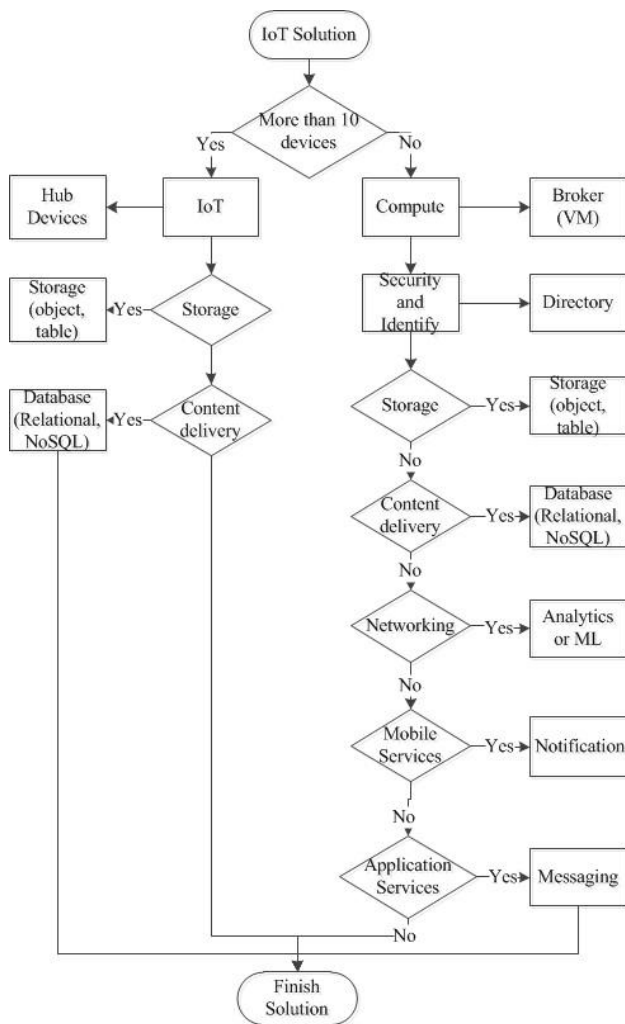 IoT Solution
More than 10
devices
Yes
No
Hub
Devices
IoT
Compute
Broker
(VM)
Storage
(object,
table)
Yes
Storage
Security
and
Identify
Directory
Database
(Relational,
NoSQL)
Yes
Content
delivery
Storage
Yes
Storage
(object,
table)
No
Content
delivery
Yes
Database
(Relational,
NoSQL)
No
Networking
Yes
Analytics
or ML
No
Mobile
Services
Yes
Notification
No
Application
Services
Yes
Messaging
No
Finish
Solution